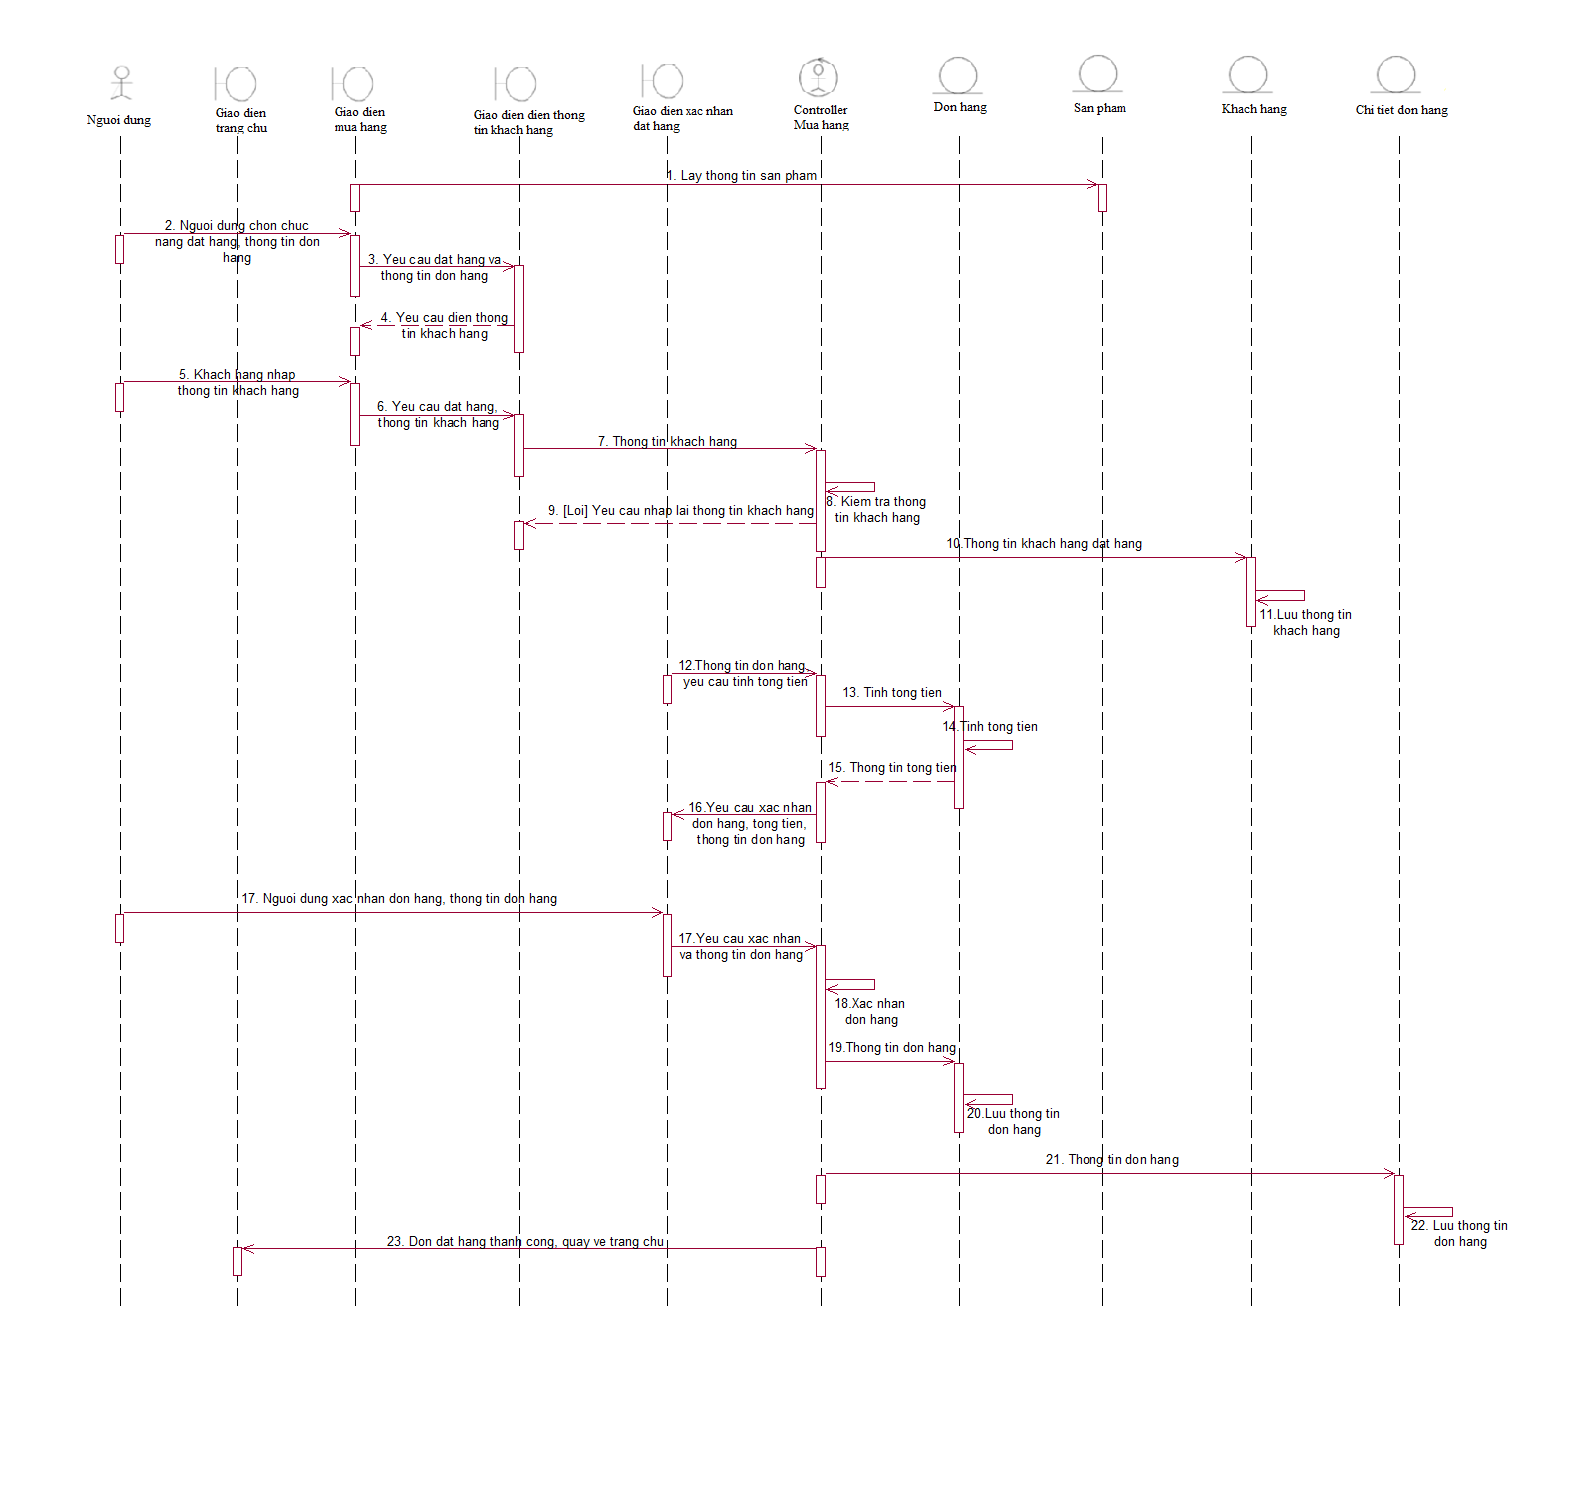 Nguoi dung
Giao dien
trang chu
Giao dien
mua hang
Giao dien dien thong
tin khach hang
Giao dien xac nhan
dat hang
Controller
Mua hang
Don hang
San pham
Khach hang
Chi tiet don hang
1. Lay thong tin san pham
2. Nguoi dung chon chuc
nang dat hang, thong tin don
hang
3. Yeu cau dat hang va
thong tin don hang
4. Yeu cau dien thong
tin khach hang
5. Khach hang nhap
thong tin khach hang
6. Yeu cau dat hang,
thong tin khach hang
7. Thong tin khach hang
8. Kiem tra thong
tin khach hang
9. [Loi] Yeu cau nhap lai thong tin khach hang
10.Thong tin khach hang dat hang
11.Luu thong tin
khach hang
12.Thong tin don hang,
yeu cau tinh tong tien
13. Tinh tong tien
14.Tinh tong tien
15. Thong tin tong tien
16.Yeu cau xac nhan
don hang, tong tien,
thong tin don hang
17. Nguoi dung xac nhan don hang, thong tin don hang
17.Yeu cau xac nhan
va thong tin don hang
18.Xac nhan
don hang
19.Thong tin don hang
20.Luu thong tin
don hang
21. Thong tin don hang
22. Luu thong tin
don hang
23. Don dat hang thanh cong, quay ve trang chu